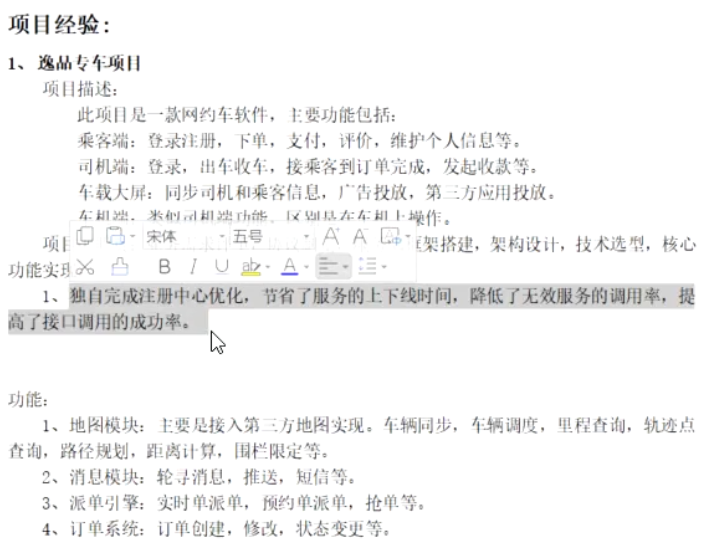 项目经验：
1、 逸品专车项目
项目描述：
此项目是一款网约车软件，主要功能包括：
乘客端：登录注册，下单，支付，评价，维护个人信息等。
司机端：登录，出车收车，接乘客到订单完成，发起收款等。
车载大屏：同步司机和乘客信息，广告投放，第三方应用投放。
车机端：类似司机端功能，区别是在车机上操作。
宋体 五号
项目 框架搭建，架构设计，技术选型，核心
功能实现
1、独自完成注册中心优化，节省了服务的上下线时间，降低了无效服务的调用率，提
高了接口调用的成功率。
功能：
1、地图模块：主要是接入第三方地图实现。车辆同步，车辆调度，里程查询，轨迹点
查询，路径规划，距离计算，围栏限定等。
2、消息模块：轮寻消息，推送，短信等。
3、派单引擎：实时单派单，预约单派单，抢单等。
4、订单系统：订单创建，修改，状态变更等。